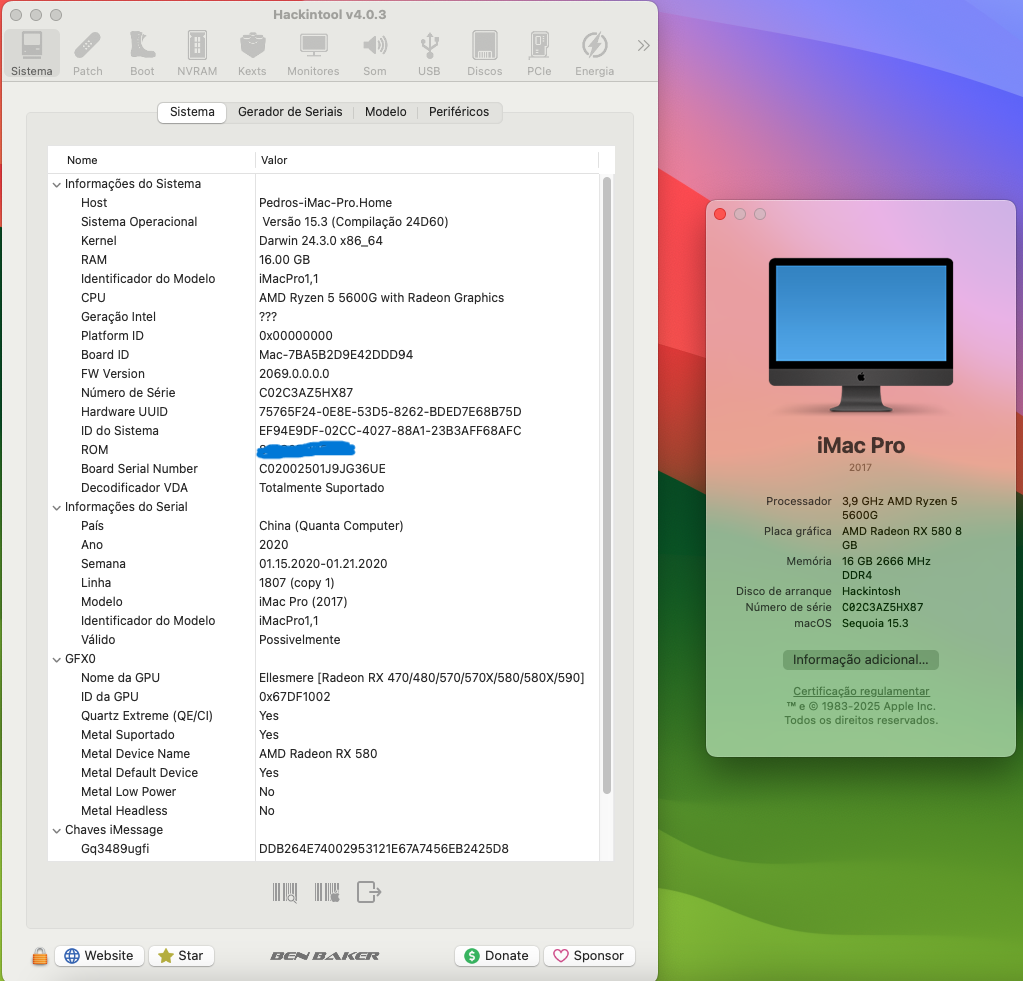 Hackintool v4.0.3
Sistema Patch Boot NVRAM Kexts Monitores Som USB Discos PCIe Energia
Sistema Gerador de Seriais Modelo Periféricos
Nome Valor
Informações do Sistema
Host Pedros-iMac-Pro.Home
Sistema Operacional Versão 15.3 (Compilação 24D60)
Kernel Darwin 24.3.0 x86_64
RAM 16.00 GB
Identificador do Modelo iMacPro1,1
CPU AMD Ryzen 5 5600G with Radeon Graphics
Geração Intel ???
Platform ID 0x00000000
Board ID Mac-7BA5B2D9E42DDD94
FW Version 2069.0.0.0.0
Número de Série C02C3AZ5HX87
Hardware UUID 75765F24-0E8E-53D5-8262-BDED7E68B75D
ID do Sistema EF94E9DF-02CC-4027-88A1-23B3AFF68AFC
ROM
Board Serial Number C02002501J9JG36UE
Decodificador VDA Totalmente Suportado
Informações do Serial
País China (Quanta Computer)
Ano 2020
Semana 01.15.2020-01.21.2020
Linha 1807 (copy 1)
Modelo iMac Pro (2017)
Identificador do Modelo iMacPro1,1
Válido Possivelmente
GFX0
Nome da GPU Ellesmere [Radeon RX 470/480/570/570X/580/580X/590]
ID da GPU 0x67DF1002
Quartz Extreme (QE/CI) Yes
Metal Suportado Yes
Metal Device Name AMD Radeon RX 580
Metal Default Device Yes
Metal Low Power No
Metal Headless No
Chaves iMessage
Gq3489ugfi DDB264E74002953121E67A7456EB2425D8
Website Star BEN BAKER Donate Sponsor
iMac Pro
2017
Processador 3,9 GHz AMD Ryzen 5
5600G
Placa gráfica AMD Radeon RX 580 8
GB
Memória 16 GB 2666 MHz
DDR4
Disco de arranque Hackintosh
Número de série C02C3AZ5HX87
macOS Sequoia 15.3
Informação adicional...
Certificação regulamentar
™ e © 1983-2025 Apple Inc.
Todos os direitos reservados.